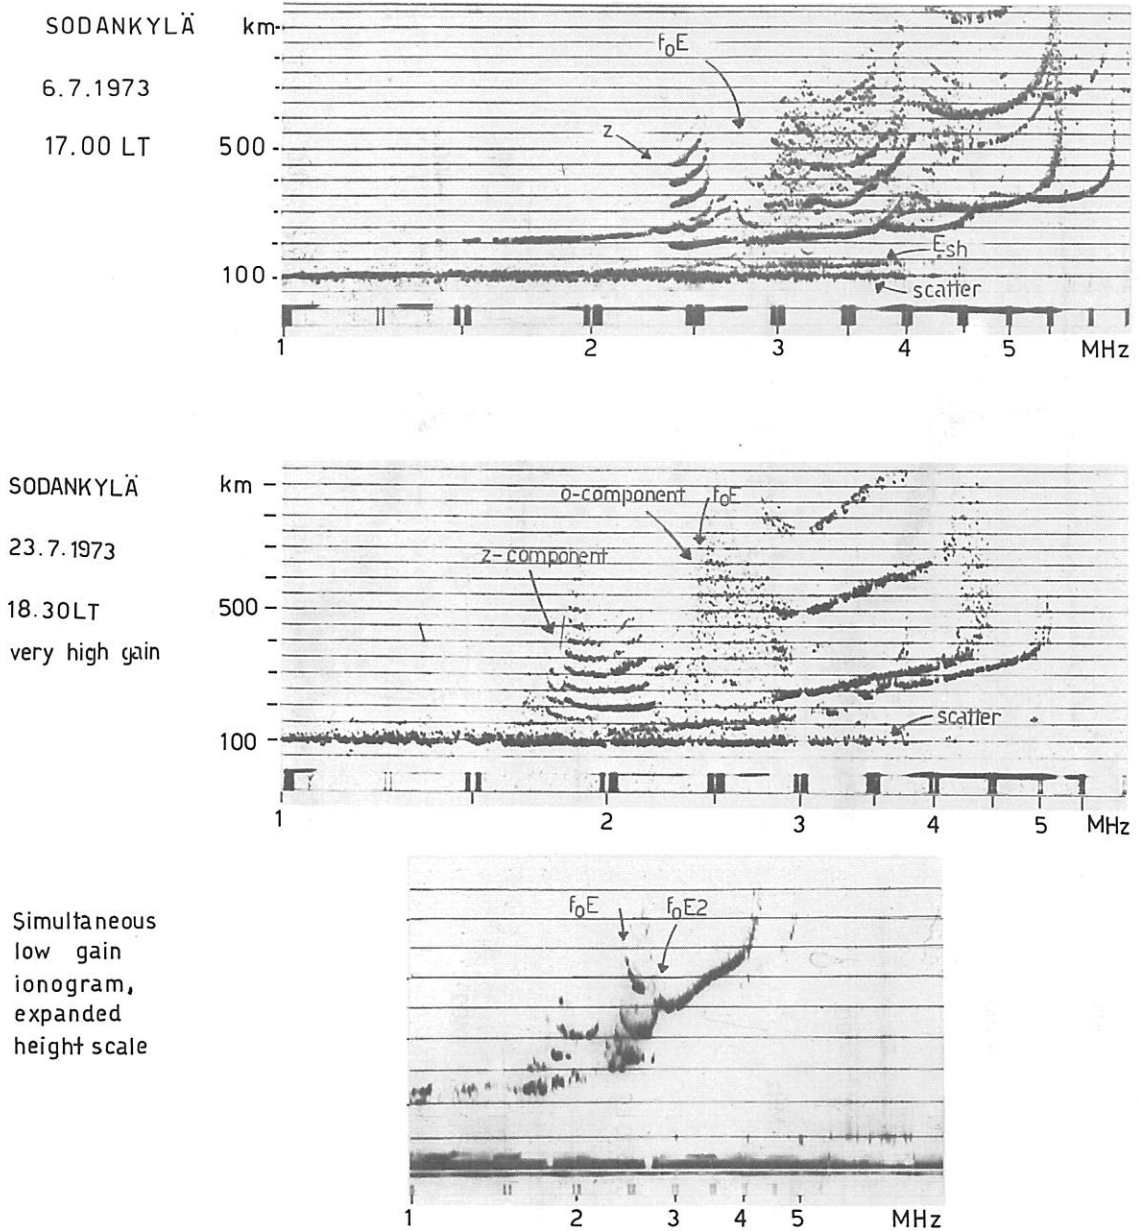 SODANKYLÄ
km
6.7.1973
17.00 LT
500
100
f₀E
z
Esh
scatter
1 2 3 4 5 MHz
SODANKYLÄ
km
23.7.1973
18.30LT
very high gain
500
100
o-component
f₀E
z-component
scatter
1 2 3 4 5 MHz
Simultaneous
low gain
ionogram,
expanded
height scale
f₀E
f₀E2
1 2 3 4 5 MHz